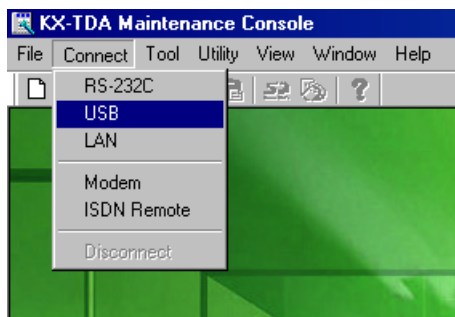 KX-TDA Maintenance Console
File Connect Tool Utility View Window Help
RS-232C
USB
LAN
Modem
ISDN Remote
Disconnect